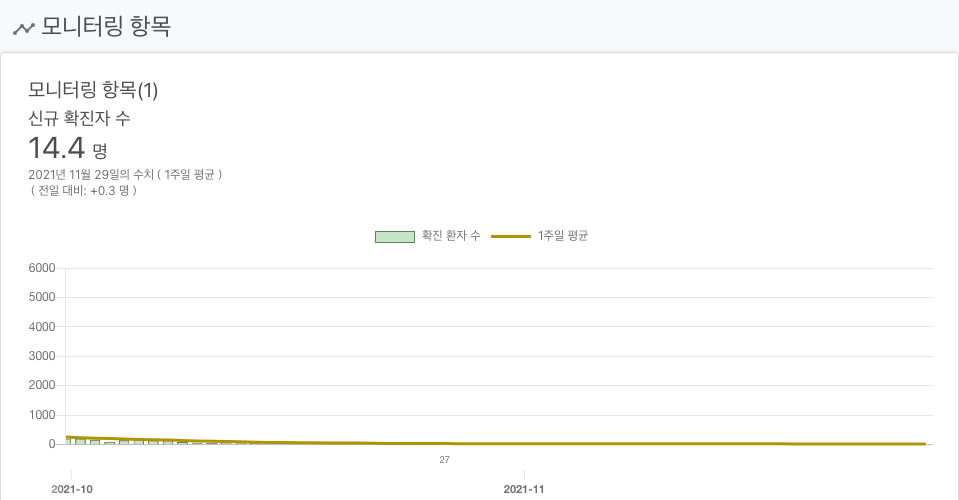 모니터링 항목
모니터링 항목(1)
신규 확진자 수
14.4 명
2021년 11월 29일의 수치 ( 1주일 평균 )
( 전일 대비: +0.3 명 )
확진 환자 수 1주일 평균
6000
5000
4000
3000
2000
1000
0
27
2021-10 2021-11